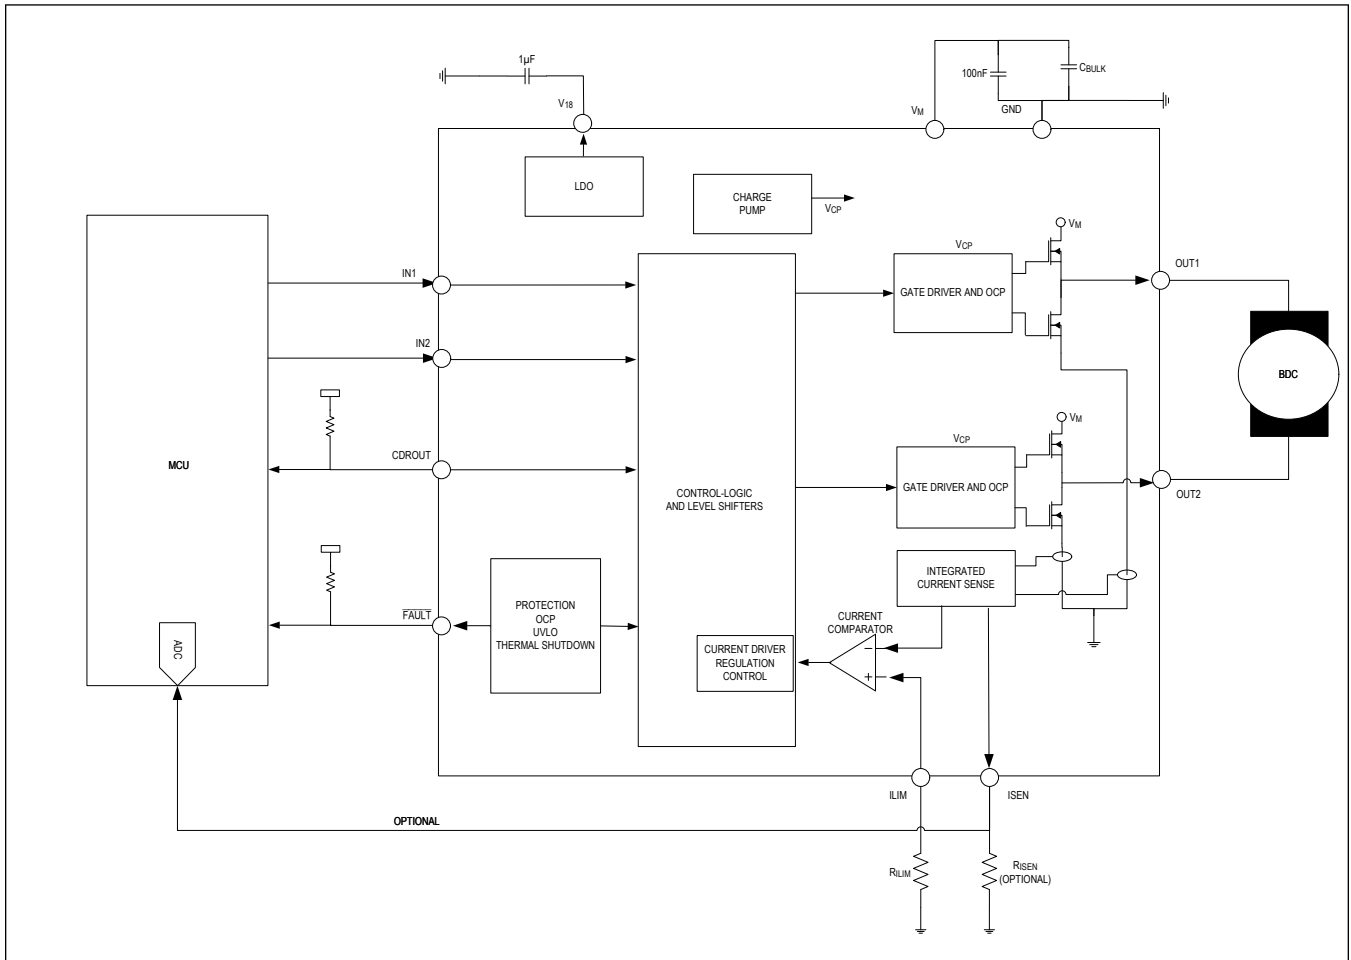 1µF
V18
VM
GND
100nF
CBULK
LDO
CHARGE
PUMP
VCP
VM
IN1
VCP
GATE DRIVER AND OCP
OUT1
IN2
BDC
MCU
CDROUT
VM
VCP
GATE DRIVER AND OCP
OUT2
CONTROL-LOGIC
AND LEVEL SHIFTERS
INTEGRATED
CURRENT SENSE
FAULT
PROTECTION
OCP
UVLO
THERMAL SHUTDOWN
CURRENT
COMPARATOR
−
+
CURRENT DRIVER
REGULATION
CONTROL
ADC
ILIM
ISEN
OPTIONAL
RILIM
RISEN
(OPTIONAL)